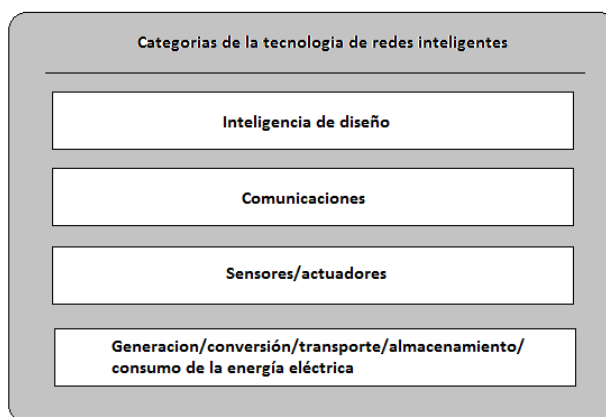 Categorias de la tecnologia de redes inteligentes
Inteligencia de diseño
Comunicaciones
Sensores/actuadores
Generacion/conversión/transporte/almacenamiento/
consumo de la energía eléctrica